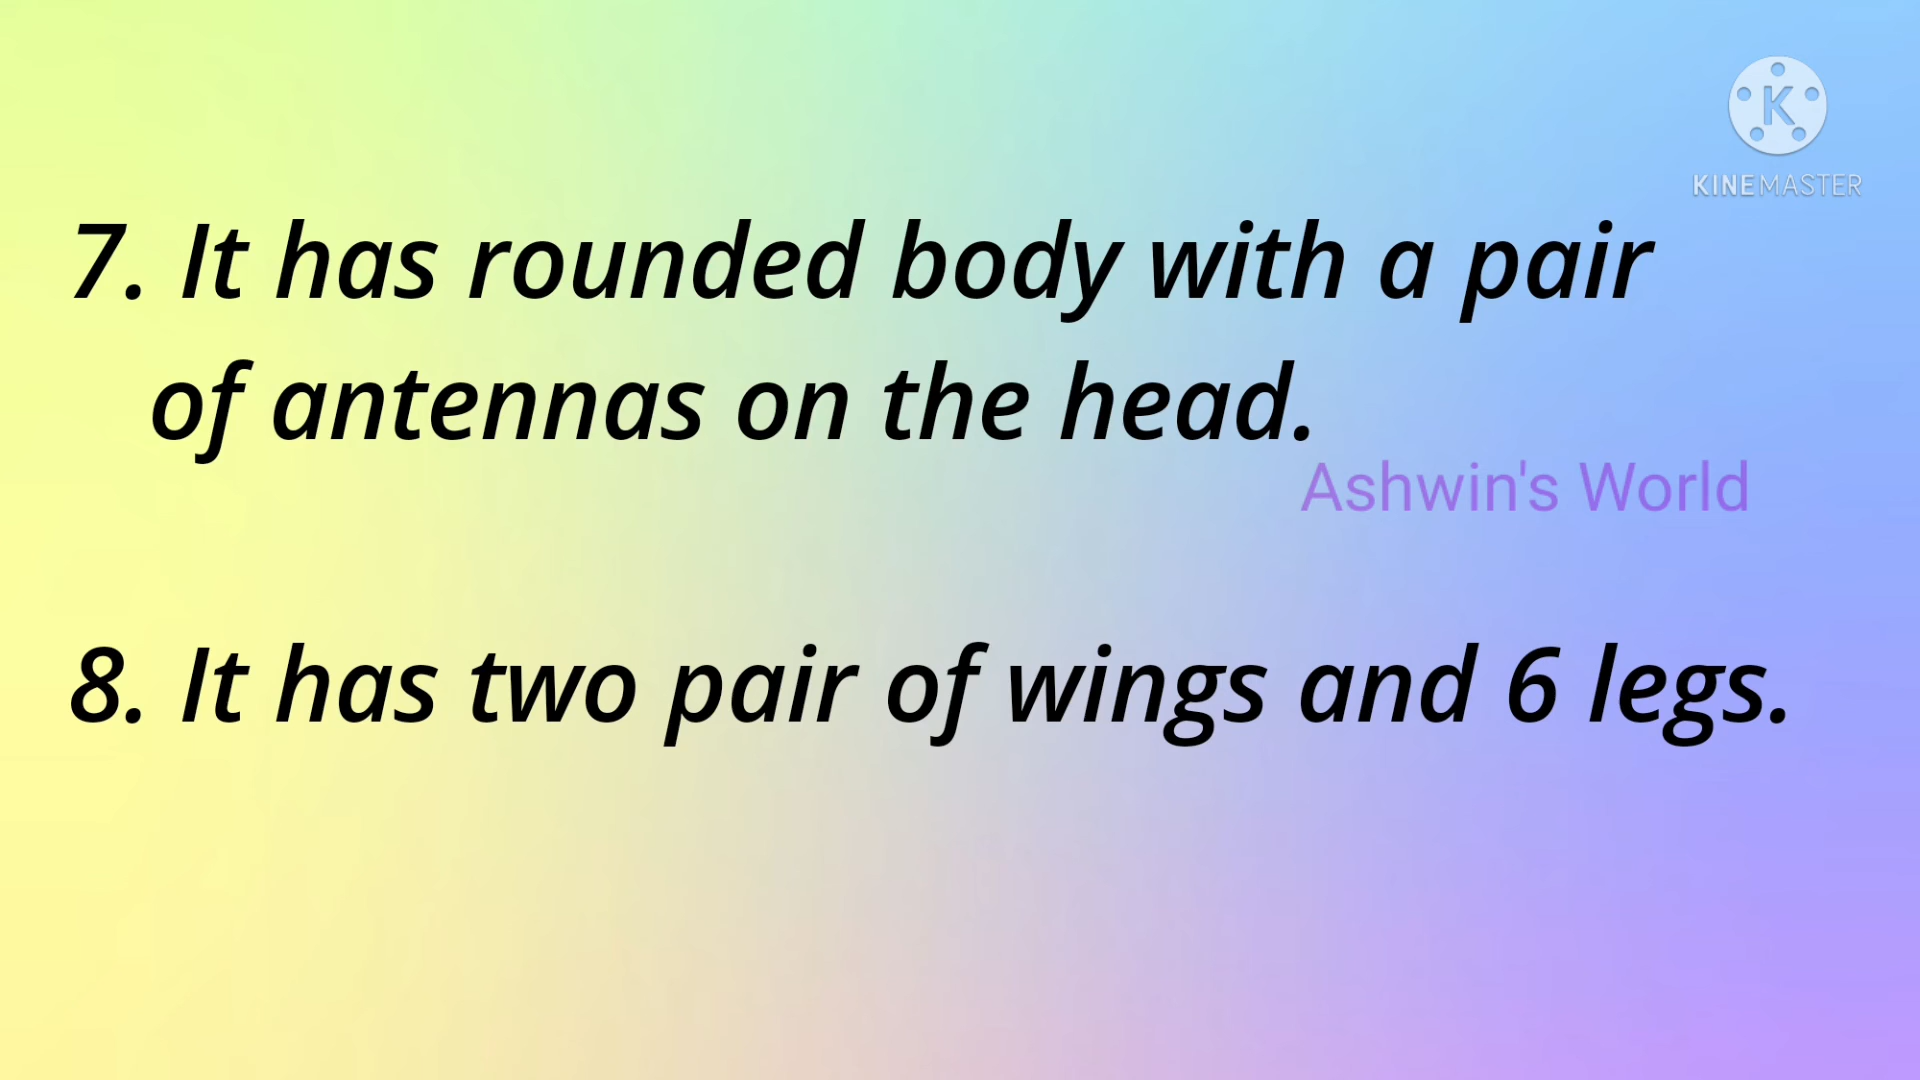 KINEMASTER
7. It has rounded body with a pair
of antennas on the head.
Ashwin's World
8. It has two pair of wings and 6 legs.